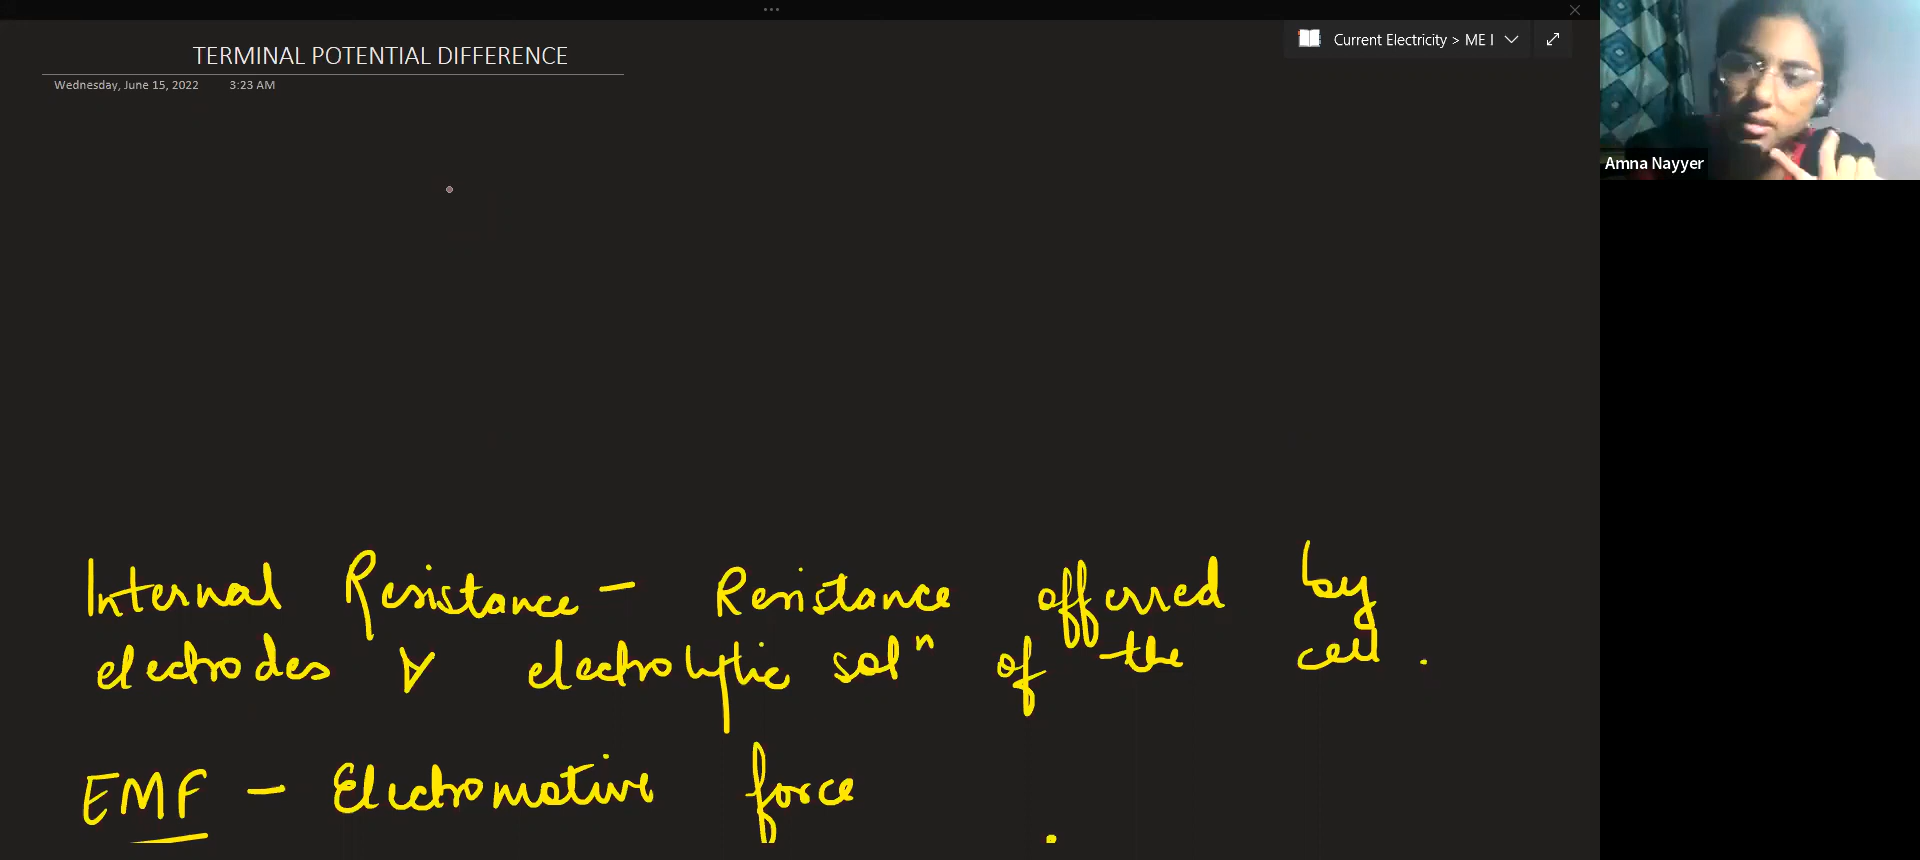 TERMINAL POTENTIAL DIFFERENCE
Current Electricity > ME I
Wednesday, June 15, 2022 3:23 AM
Amna Nayyer
Internal Resistance - Resistance offerred by
electrodes & electrolytic solⁿ of the cell.
EMF - Electromotive force